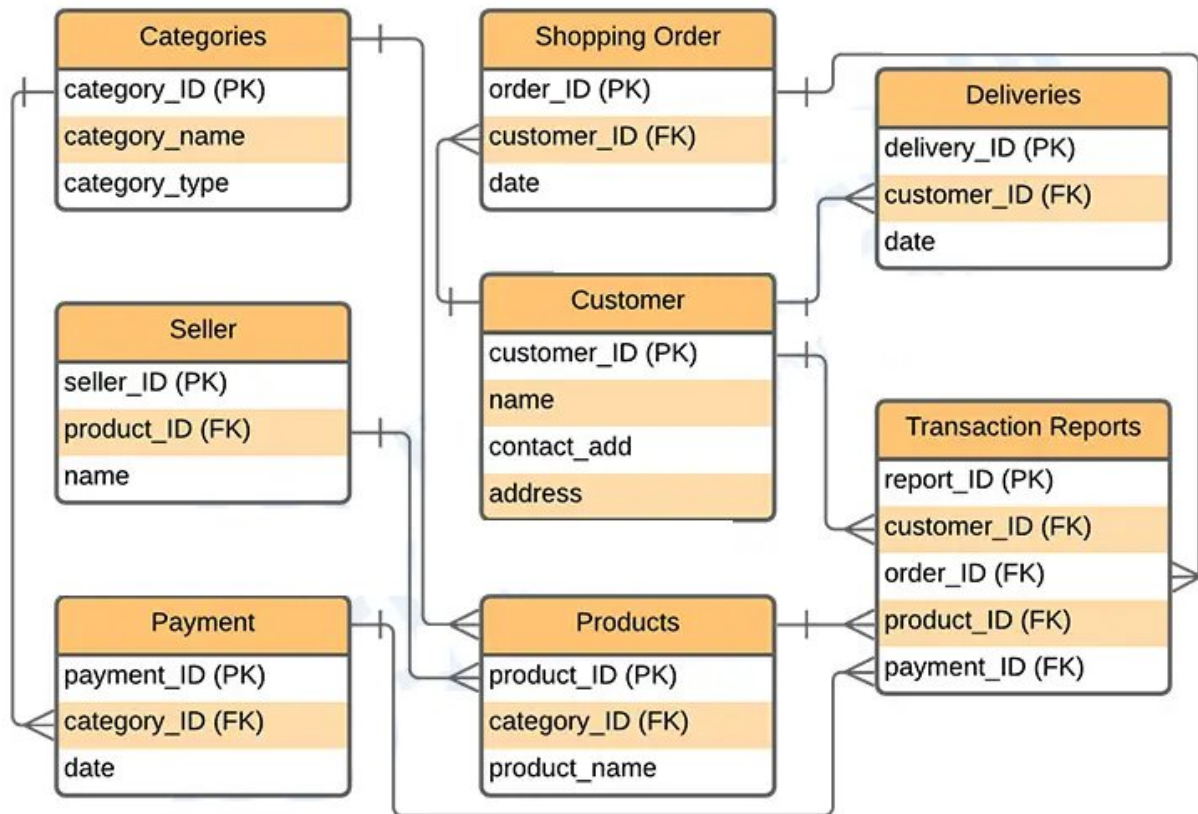 Categories
category_ID (PK)
category_name
category_type
Shopping Order
order_ID (PK)
customer_ID (FK)
date
Deliveries
delivery_ID (PK)
customer_ID (FK)
date
Seller
seller_ID (PK)
product_ID (FK)
name
Customer
customer_ID (PK)
name
contact_add
address
Transaction Reports
report_ID (PK)
customer_ID (FK)
order_ID (FK)
product_ID (FK)
payment_ID (FK)
Payment
payment_ID (PK)
category_ID (FK)
date
Products
product_ID (PK)
category_ID (FK)
product_name